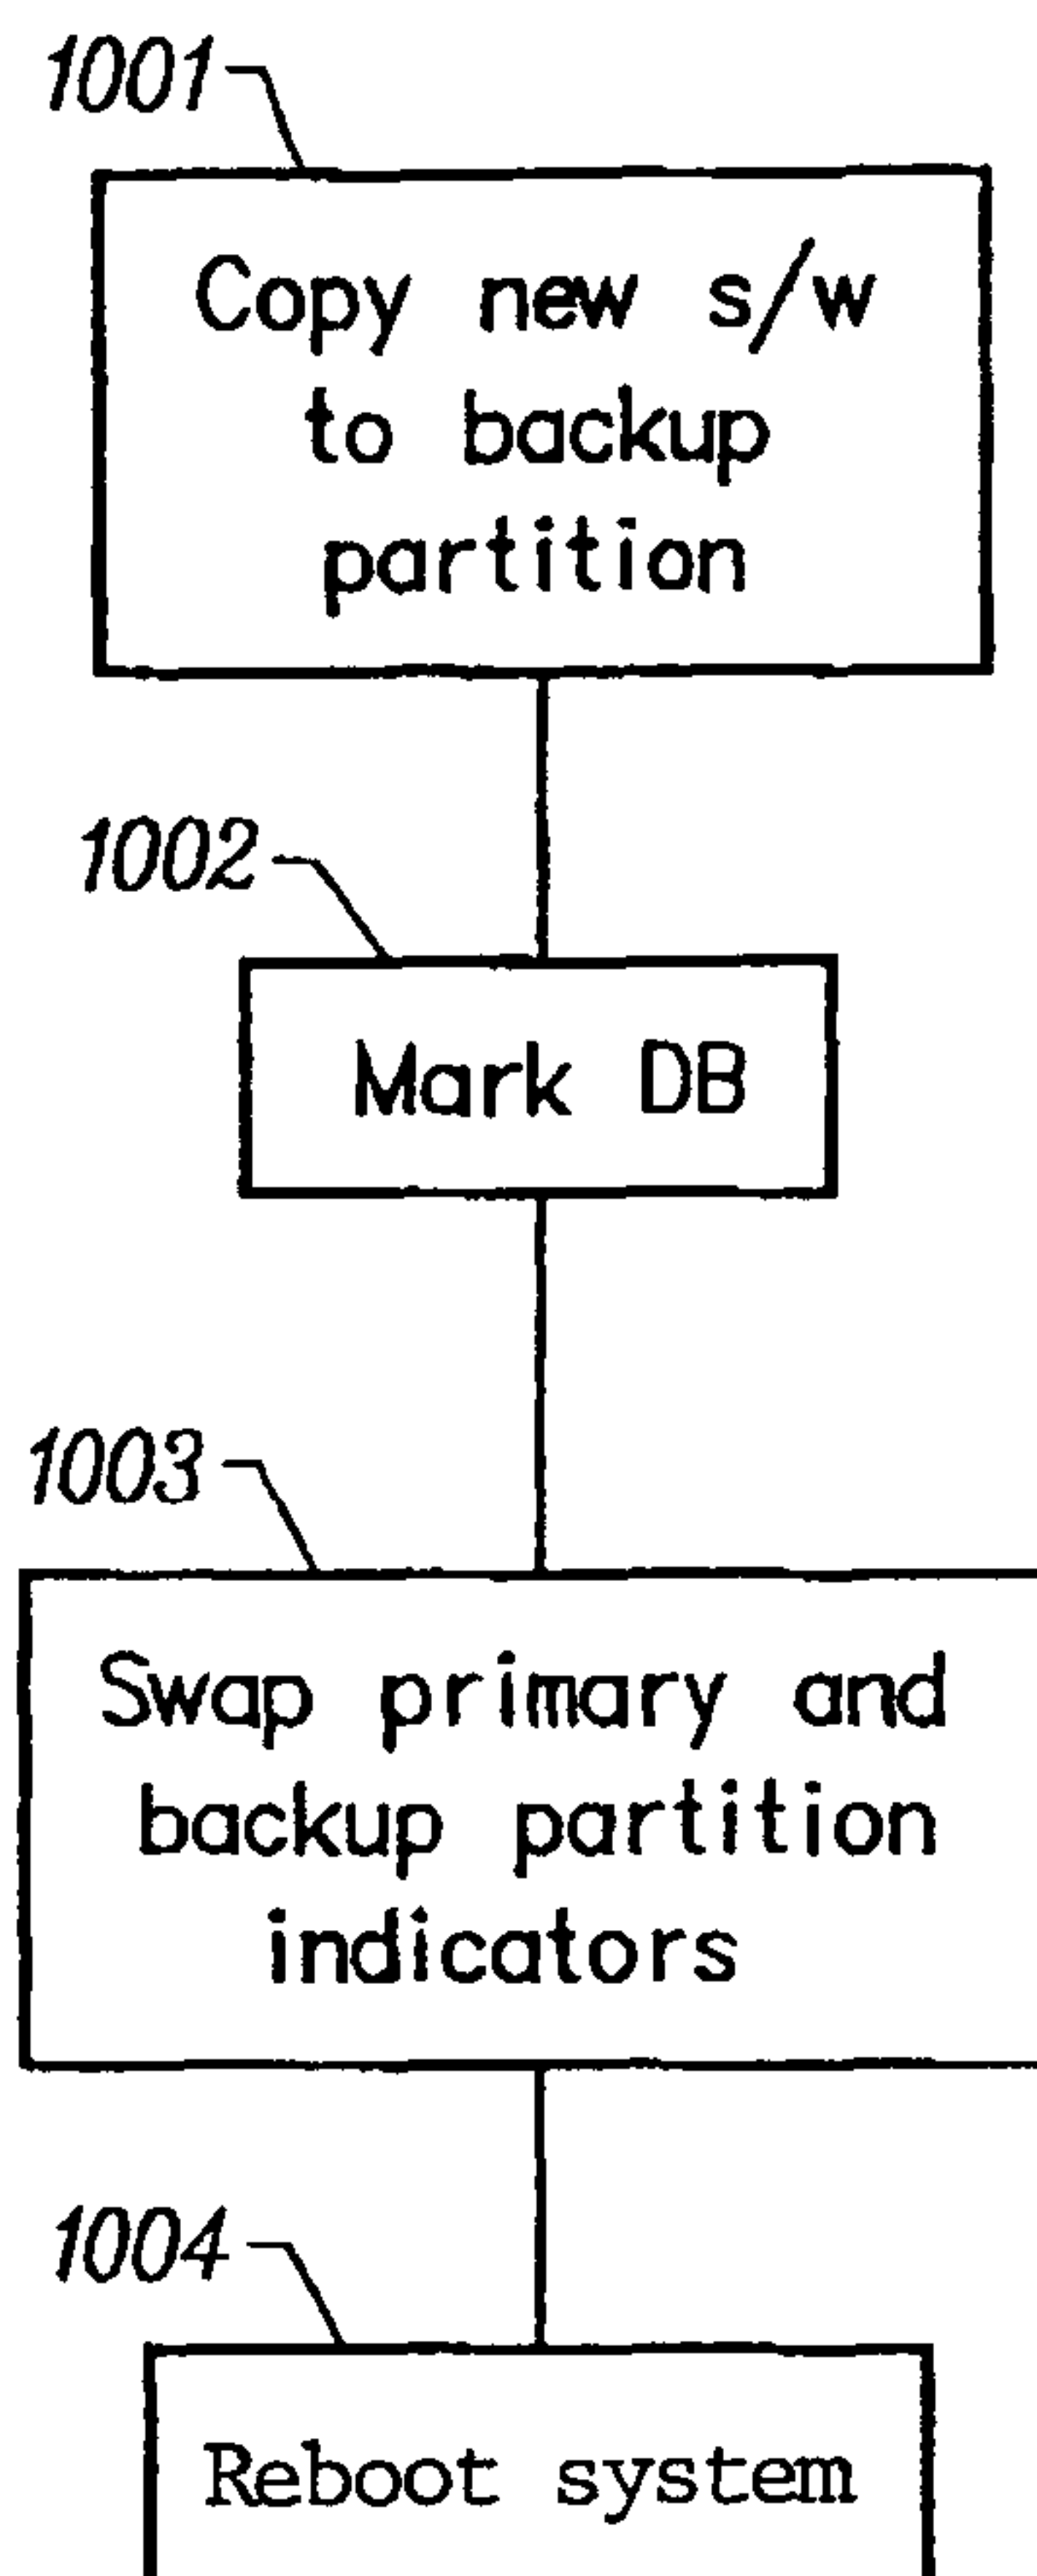 1001
Copy new s/w
to backup
partition
1002
Mark DB
1003
Swap primary and
backup partition
indicators
1004
Reboot system